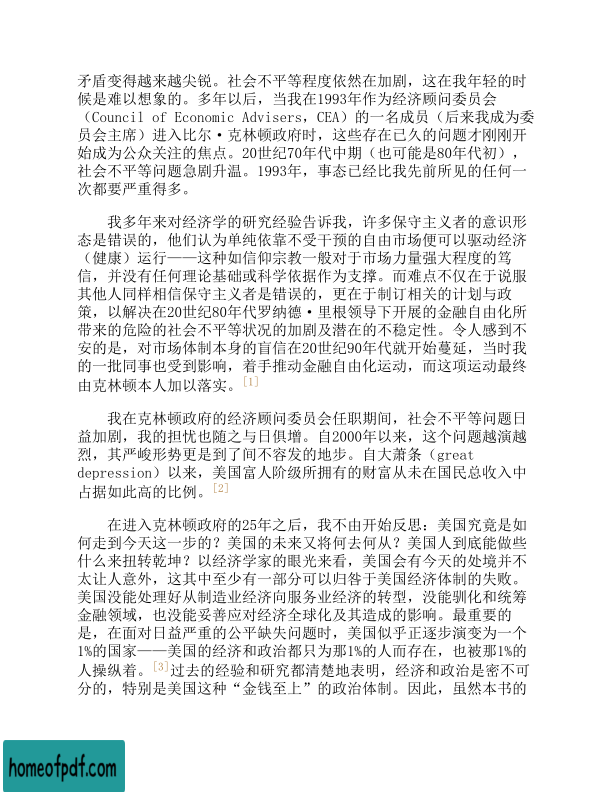 矛盾变得越来越尖锐。社会不平等程度依然在加剧，这在我年轻的时
候是难以想象的。多年以后，当我在1993年作为经济顾问委员会
（Council of Economic Advisers，CEA）的一名成员（后来我成为委
员会主席）进入比尔·克林顿政府时，这些存在已久的问题才刚刚开
始成为公众关注的焦点。20世纪70年代中期（也可能是80年代初），
社会不平等问题急剧升温。1993年，事态已经比我先前所见的任何一
次都要严重得多。
我多年来对经济学的研究经验告诉我，许多保守主义者的意识形
态是错误的，他们认为单纯依靠不受干预的自由市场便可以驱动经济
（健康）运行——这种如信仰宗教一般对于市场力量强大程度的笃
信，并没有任何理论基础或科学依据作为支撑。而难点不仅在于说服
其他人同样相信保守主义者是错误的，更在于制订相关的计划与政
策，以解决在20世纪80年代罗纳德·里根领导下开展的金融自由化所
带来的危险的社会不平等状况的加剧及潜在的不稳定性。令人感到不
安的是，对市场体制本身的盲信在20世纪90年代就开始蔓延，当时我
的一批同事也受到影响，着手推动金融自由化运动，而这项运动最终
由克林顿本人加以落实。[1]
我在克林顿政府的经济顾问委员会任职期间，社会不平等问题日
益加剧，我的担忧也随之与日俱增。自2000年以来，这个问题越演越
烈，其严峻形势更是到了间不容发的地步。自大萧条（great
depression）以来，美国富人阶级所拥有的财富从未在国民总收入中
占据如此高的比例。[2]
在进入克林顿政府的25年之后，我不由开始反思：美国究竟是如
何走到今天这一步的？美国的未来又将何去何从？美国人到底能做些
什么来扭转乾坤？以经济学家的眼光来看，美国会有今天的处境并不
太让人意外，这其中至少有一部分可以归咎于美国经济体制的失败。
美国没能处理好从制造业经济向服务业经济的转型，没能驯化和统筹
金融领域，也没能妥善应对经济全球化及其造成的影响。最重要的
是，在面对日益严重的公平缺失问题时，美国似乎正逐步演变为一个
1%的国家——美国的经济和政治都只为那1%的人而存在，也被那1%的
人操纵着。[3]过去的经验和研究都清楚地表明，经济和政治是密不可
分的，特别是美国这种“金钱至上”的政治体制。因此，虽然本书的
homeofpdf.com